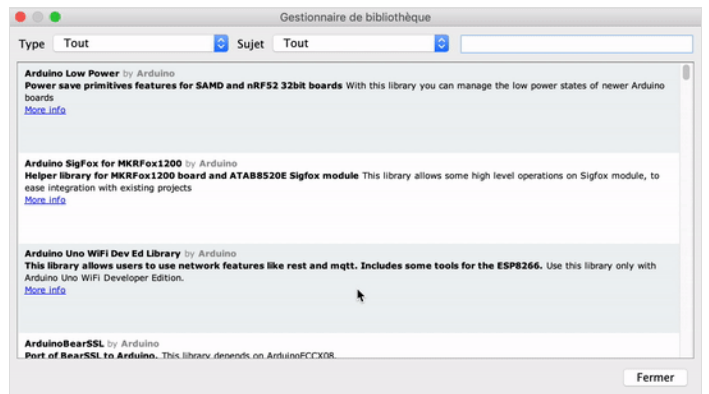 Gestionnaire de bibliothèque
Type Tout Sujet Tout
Arduino Low Power by Arduino
Power save primitives features for SAMD and nRF52 32bit boards With this library you can manage the low power states of newer Arduino
boards
More info
Arduino SigFox for MKRFox1200 by Arduino
Helper library for MKRFox1200 board and ATAB8520E Sigfox module This library allows some high level operations on Sigfox module, to
ease integration with existing projects
More info
Arduino Uno WiFi Dev Ed Library by Arduino
This library allows users to use network features like rest and mqtt. Includes some tools for the ESP8266. Use this library only with
Arduino Uno WiFi Developer Edition.
More info
ArduinoBearSSL by Arduino
Port of BearSSL to Arduino. This library depends on ArduinoECCX08.
Fermer